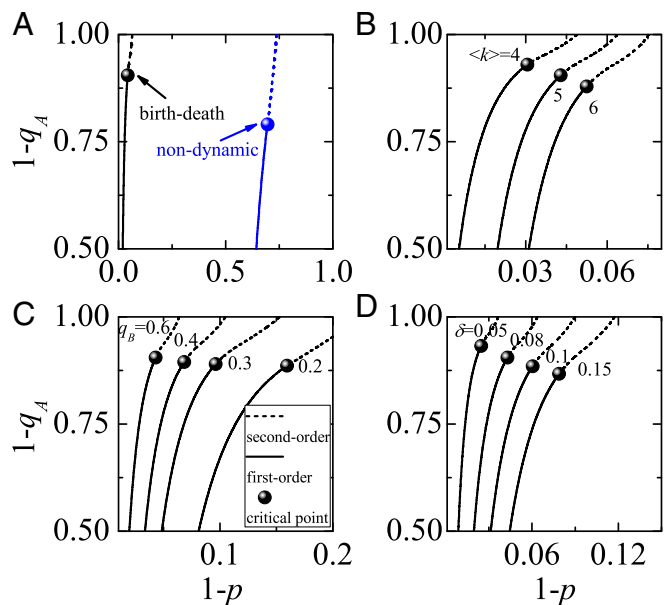 A
B
1.00
0.75
0.50
1-qA
birth-death
non-dynamic
0.0
0.5
1.0
1.00
0.75
0.50
<k>=4
5
6
0.03
0.06
C
D
1.00
0.75
0.50
1-qA
qB=0.6
0.4
0.3
0.2
second-order
first-order
critical point
0.1
0.2
1-p
1.00
0.75
0.50
δ=0.05
0.08
0.1
0.15
0.06
0.12
1-p